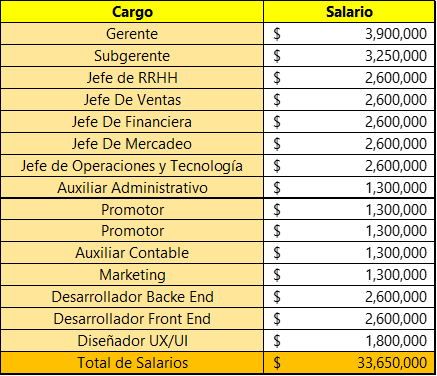 Cargo Salario
Gerente $ 3,900,000
Subgerente $ 3,250,000
Jefe de RRHH $ 2,600,000
Jefe De Ventas $ 2,600,000
Jefe De Financiera $ 2,600,000
Jefe De Mercadeo $ 2,600,000
Jefe de Operaciones y Tecnología $ 2,600,000
Auxiliar Administrativo $ 1,300,000
Promotor $ 1,300,000
Promotor $ 1,300,000
Auxiliar Contable $ 1,300,000
Marketing $ 1,300,000
Desarrollador Backe End $ 2,600,000
Desarrollador Front End $ 2,600,000
Diseñador UX/UI $ 1,800,000
Total de Salarios $ 33,650,000